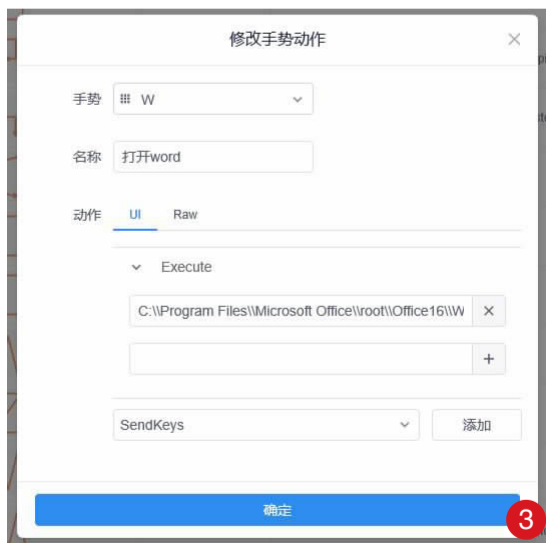 修改手势动作
手势 W
名称 打开word
动作 UI Raw
Execute
C:\\Program Files\\Microsoft Office\\root\\Office16\\W
SendKeys 添加
确定
3